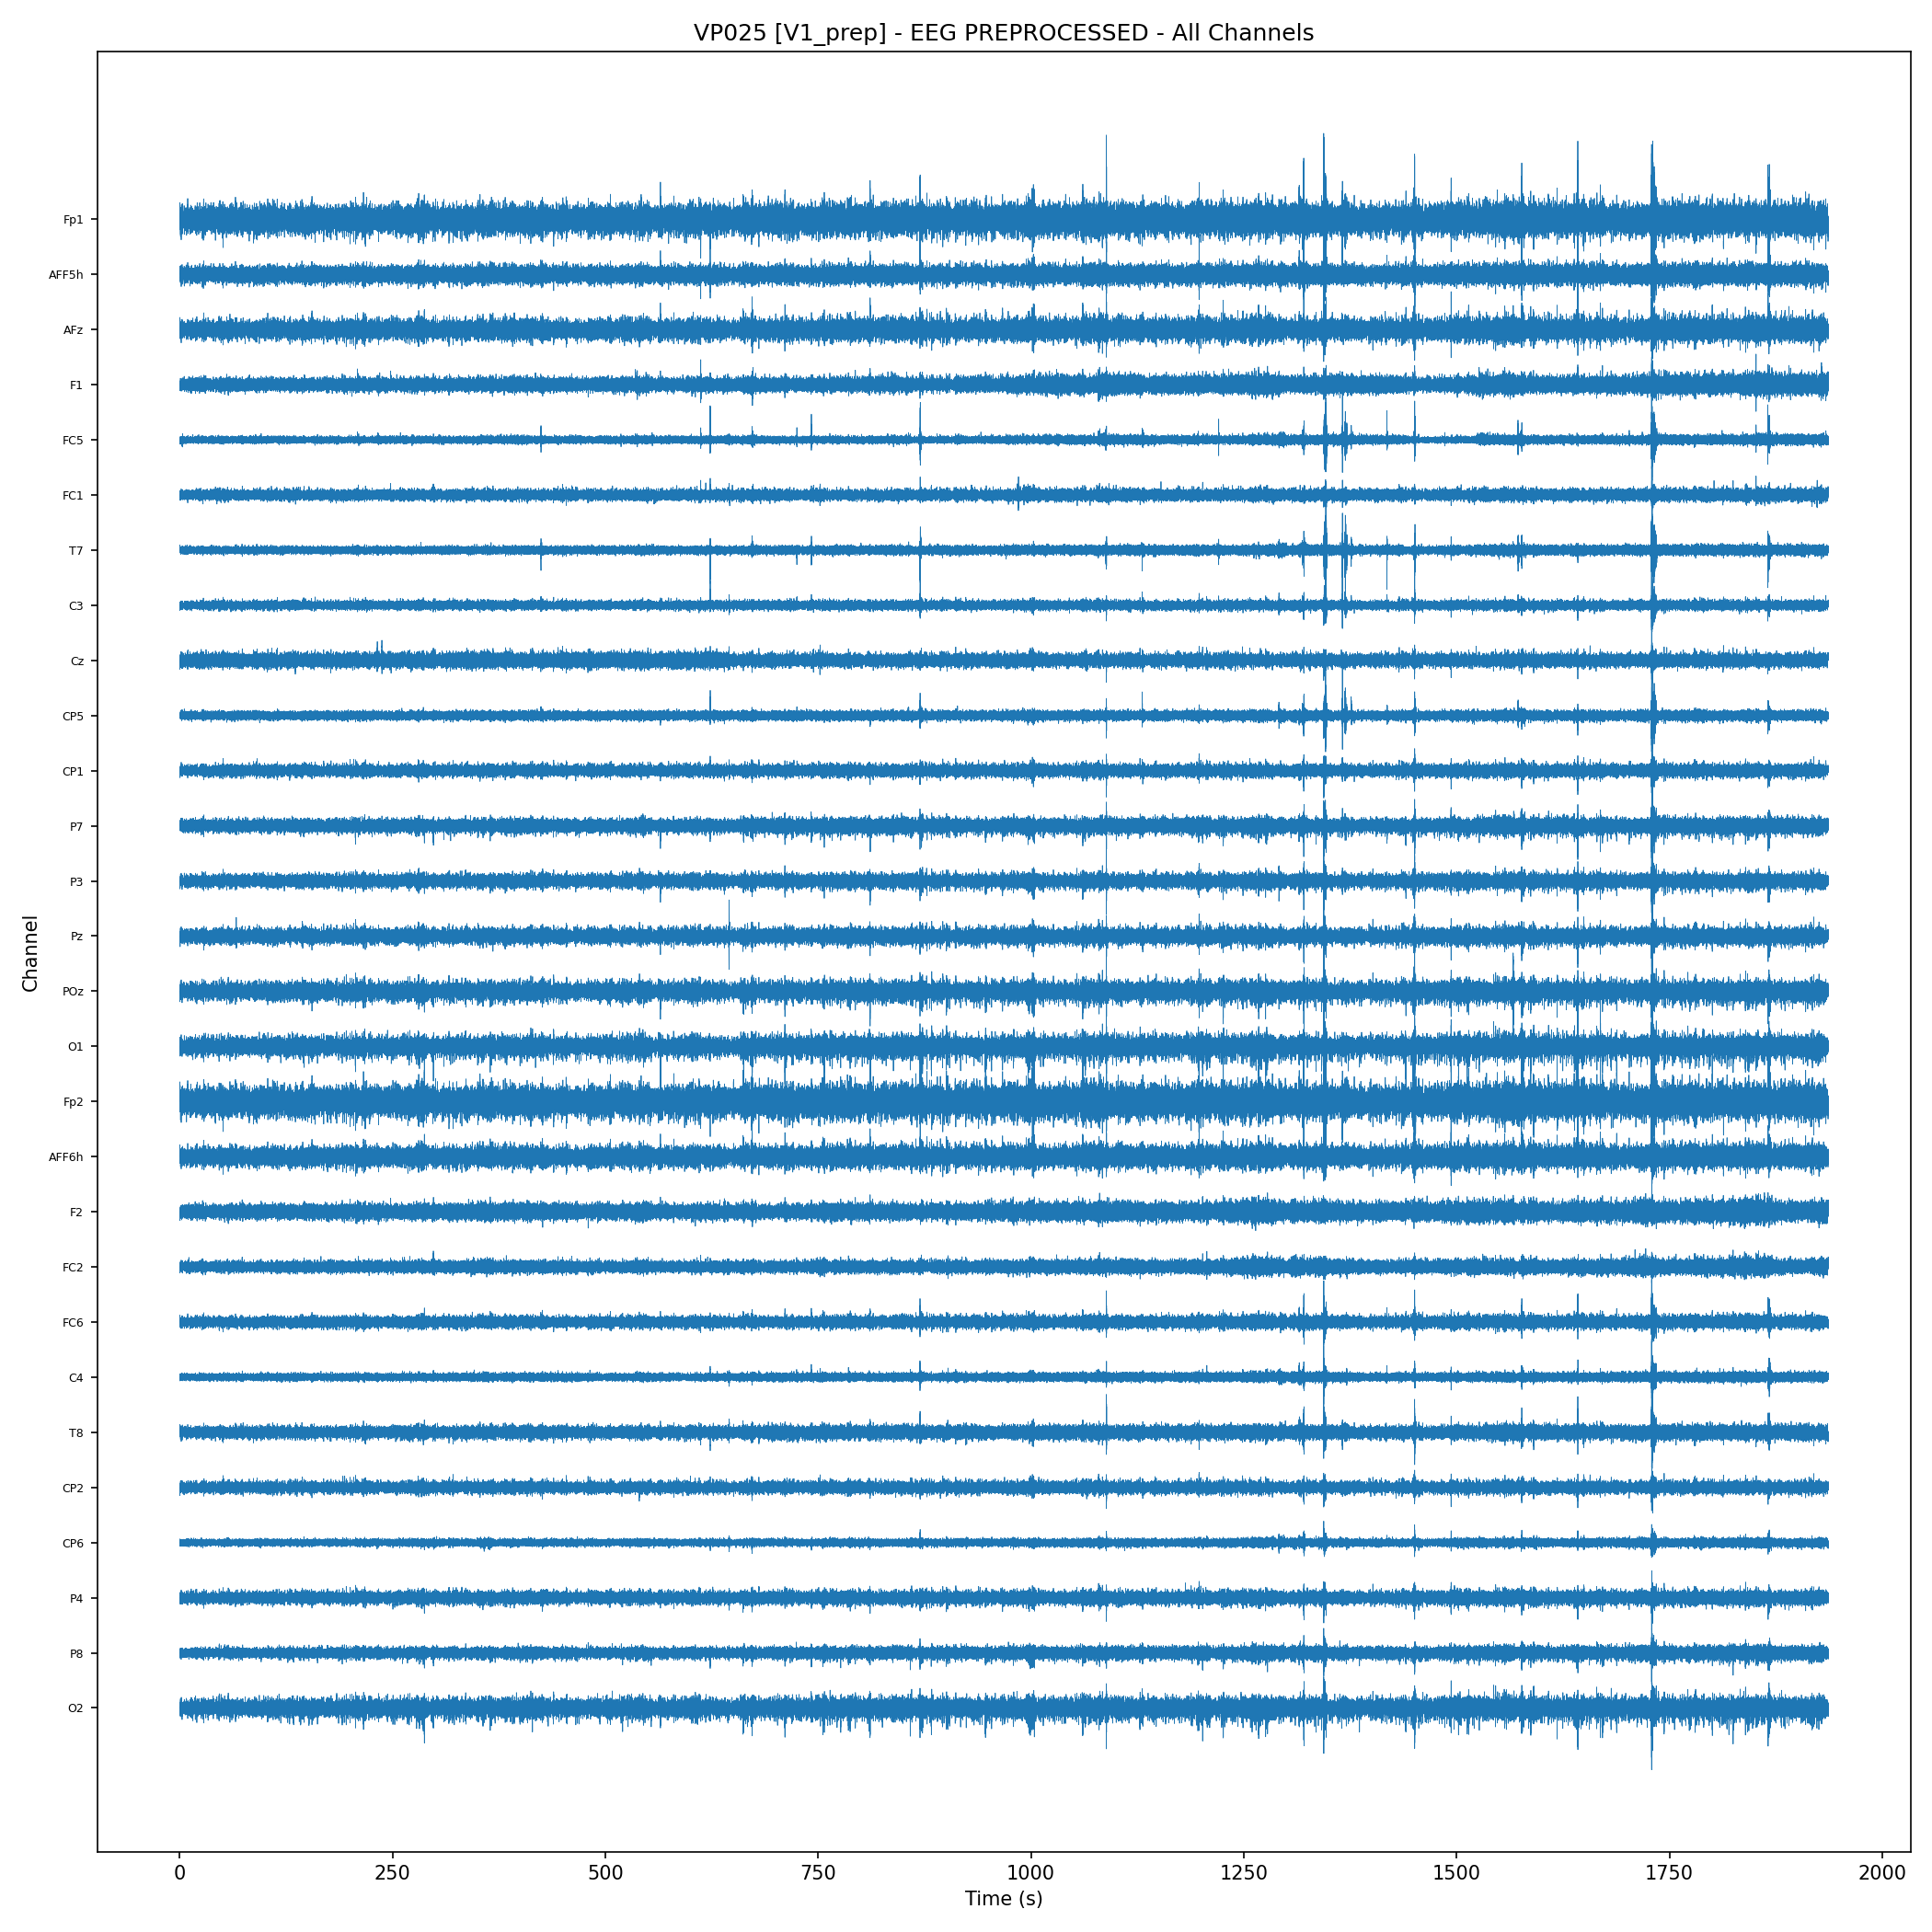 VP025 [V1_prep] - EEG PREPROCESSED - All Channels
Fp1
AFF5h
AFz
F1
FC5
FC1
T7
C3
Cz
CP5
CP1
P7
P3
Pz
POz
O1
Fp2
AFF6h
F2
FC2
FC6
C4
T8
CP2
CP6
P4
P8
O2
Channel
0 250 500 750 1000 1250 1500 1750 2000
Time (s)